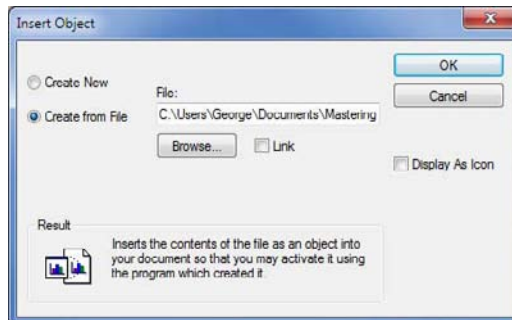 Insert Object
Create New
Create from File
File:
C:\Users\George\Documents\Mastering
Browse...
Link
OK
Cancel
Display As Icon
Result
Inserts the contents of the file as an object into
your document so that you may activate it using
the program which created it.